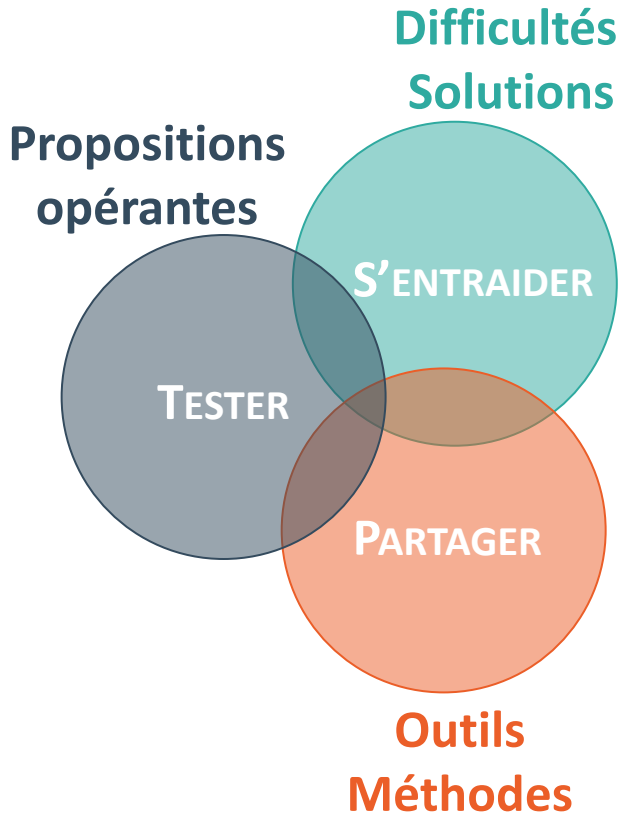 Difficultés
Solutions
Propositions
opérantes
S’ENTRAIDER
TESTER
PARTAGER
Outils
Méthodes